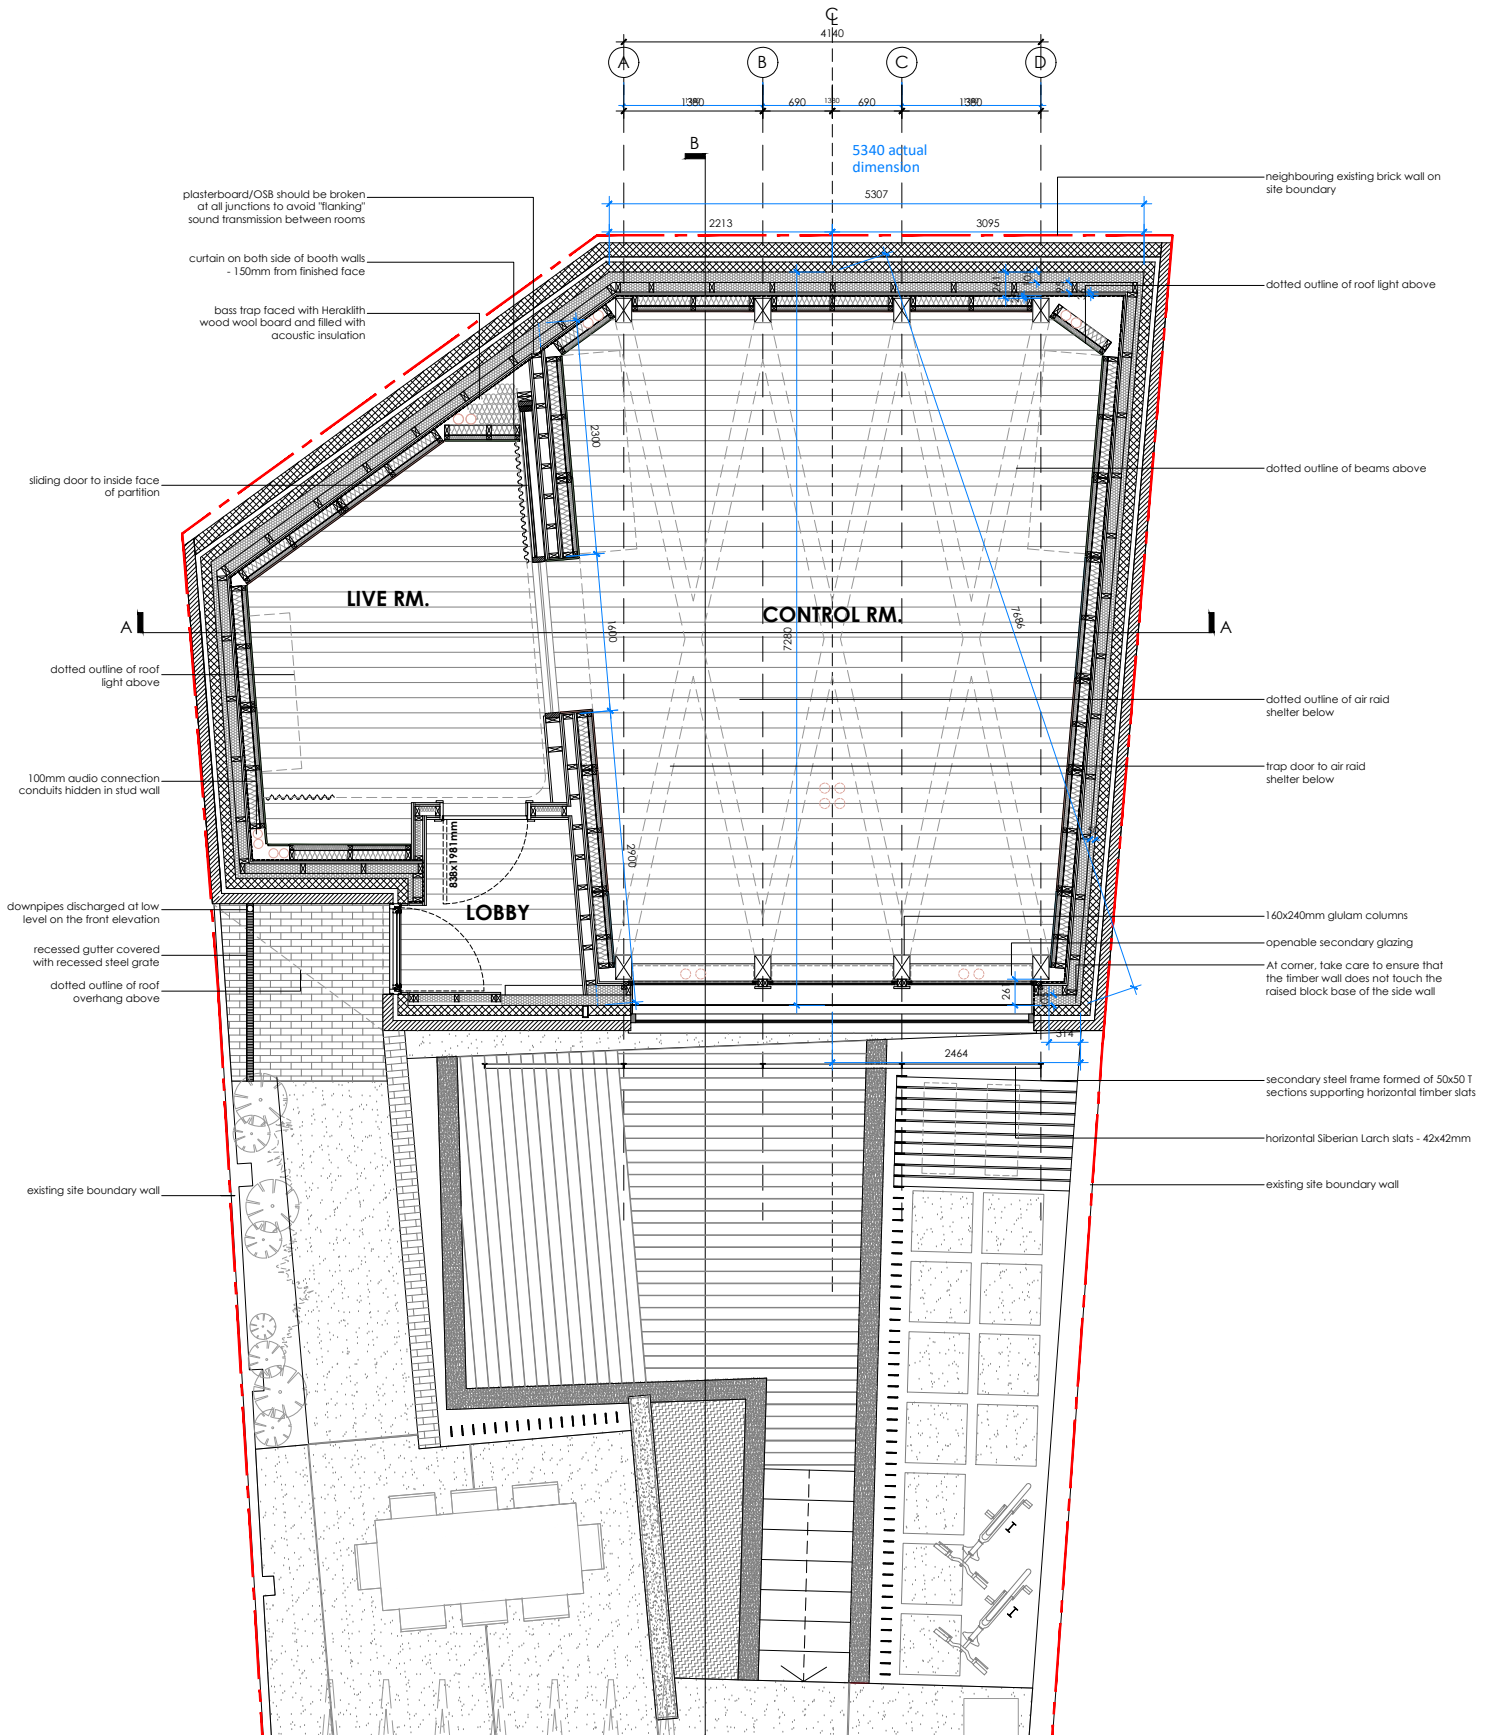 ℄
4140
A
B
C
D
1380
690
1380
690
1380
B
5340 actual
dimension
5307
2213
3095
plasterboard/OSB should be broken
at all junctions to avoid "flanking"
sound transmission between rooms
curtain on both side of booth walls
- 150mm from finished face
bass trap faced with Heraklith
wood wool board and filled with
acoustic insulation
sliding door to inside face
of partition
A
dotted outline of roof
light above
100mm audio connection
conduits hidden in stud wall
downpipes discharged at low
level on the front elevation
recessed gutter covered
with recessed steel grate
dotted outline of roof
overhang above
existing site boundary wall
LIVE RM.
CONTROL RM.
LOBBY
838x1981mm
2300
1600
2900
7280
7686
261
261
314
2464
neighbouring existing brick wall on
site boundary
dotted outline of roof light above
dotted outline of beams above
A
dotted outline of air raid
shelter below
trap door to air raid
shelter below
160x240mm glulam columns
openable secondary glazing
At corner, take care to ensure that
the timber wall does not touch the
raised block base of the side wall
secondary steel frame formed of 50x50 T
sections supporting horizontal timber slats
horizontal Siberian Larch slats - 42x42mm
existing site boundary wall